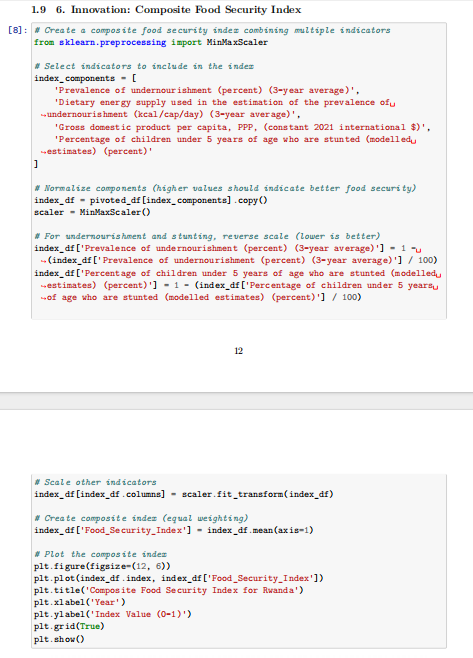 1.9 6. Innovation: Composite Food Security Index
[8]: # Create a composite food security index combining multiple indicators
from sklearn.preprocessing import MinMaxScaler
# Select indicators to include in the index
index_components = [
'Prevalence of undernourishment (percent) (3-year average)',
'Dietary energy supply used in the estimation of the prevalence of␣
↪undernourishment (kcal/cap/day) (3-year average)',
'Gross domestic product per capita, PPP, (constant 2021 international $)',
'Percentage of children under 5 years of age who are stunted (modelled␣
↪estimates) (percent)'
]
# Normalize components (higher values should indicate better food security)
index_df = pivoted_df[index_components].copy()
scaler = MinMaxScaler()
# For undernourishment and stunting, reverse scale (lower is better)
index_df['Prevalence of undernourishment (percent) (3-year average)'] = 1 -␣
↪(index_df['Prevalence of undernourishment (percent) (3-year average)'] / 100)
index_df['Percentage of children under 5 years of age who are stunted (modelled␣
↪estimates) (percent)'] = 1 - (index_df['Percentage of children under 5 years␣
↪of age who are stunted (modelled estimates) (percent)'] / 100)
12
# Scale other indicators
index_df[index_df.columns] = scaler.fit_transform(index_df)
# Create composite index (equal weighting)
index_df['Food_Security_Index'] = index_df.mean(axis=1)
# Plot the composite index
plt.figure(figsize=(12, 6))
plt.plot(index_df.index, index_df['Food_Security_Index'])
plt.title('Composite Food Security Index for Rwanda')
plt.xlabel('Year')
plt.ylabel('Index Value (0-1)')
plt.grid(True)
plt.show()